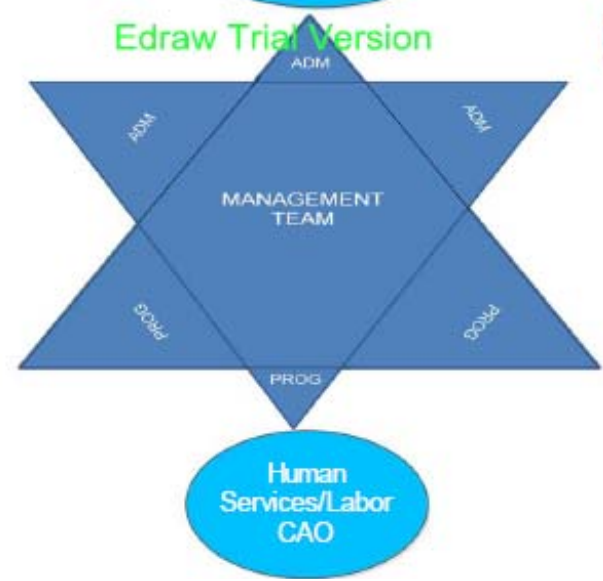 Edraw Trial Version
ADM
ADM
ADM
MANAGEMENT
TEAM
PROG
PROG
PROG
Human
Services/Labor
CAO